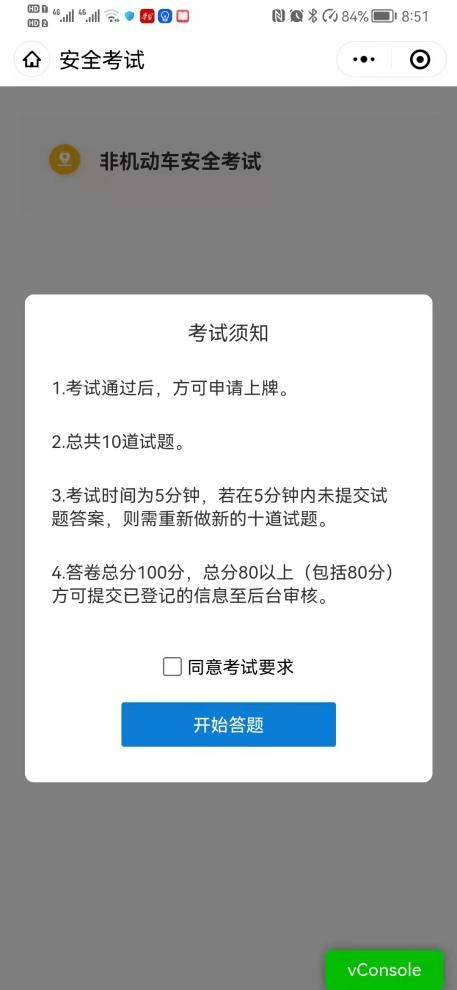 HD 1 4G 4G 84% 8:51
HD 2
安全考试
非机动车安全考试
考试须知
1.考试通过后，方可申请上牌。
2.总共10道试题。
3.考试时间为5分钟，若在5分钟内未提交试
题答案，则需重新做新的十道试题。
4.答卷总分100分，总分80以上（包括80分）
方可提交已登记的信息至后台审核。
同意考试要求
开始答题
vConsole